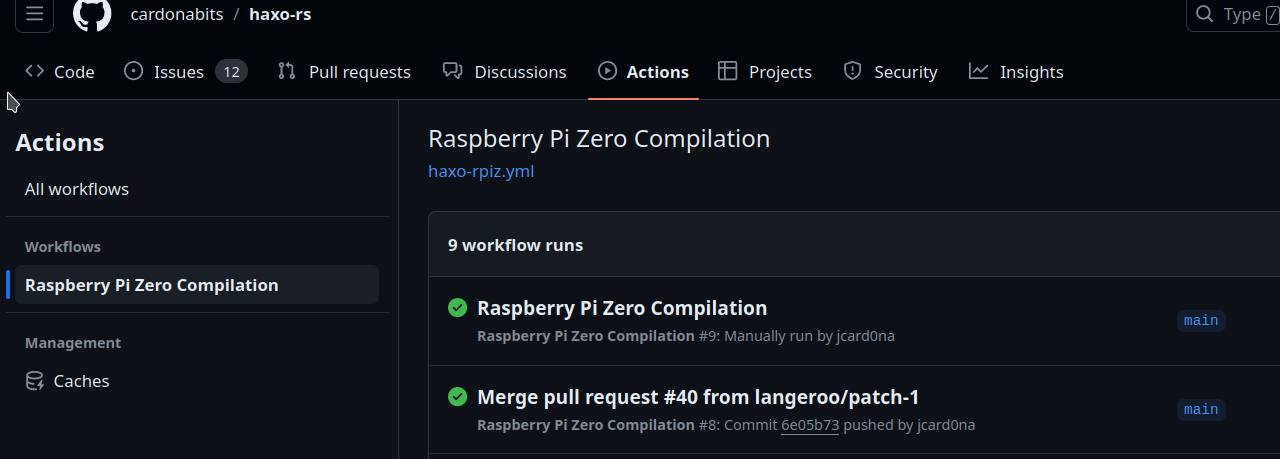 cardonabits / haxo-rs
Type /
Code
Issues 12
Pull requests
Discussions
Actions
Projects
Security
Insights
Actions
All workflows
Workflows
Raspberry Pi Zero Compilation
Management
Caches
Raspberry Pi Zero Compilation
haxo-rpiz.yml
9 workflow runs
Raspberry Pi Zero Compilation
Raspberry Pi Zero Compilation #9: Manually run by jcard0na
main
Merge pull request #40 from langeroo/patch-1
Raspberry Pi Zero Compilation #8: Commit 6e05b73 pushed by jcard0na
main